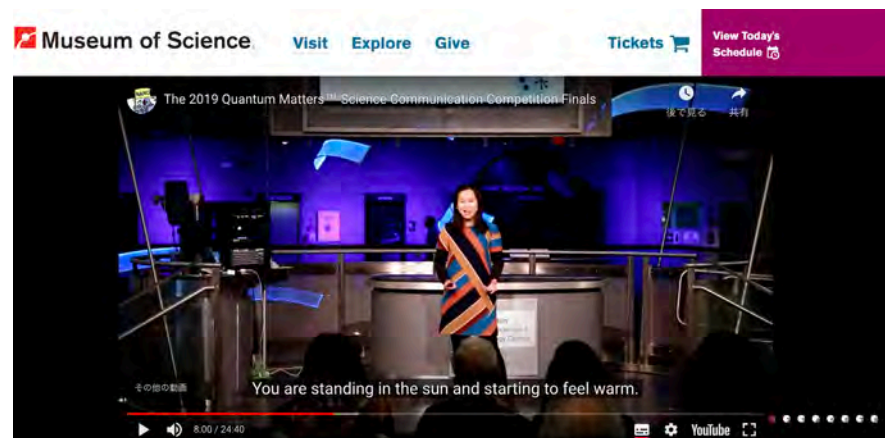 Museum of Science
Visit Explore Give
Tickets
View Today's
Schedule
The 2019 Quantum Matters™ Science Communication Competition Finals
後で見る 共有
その他の動画
You are standing in the sun and starting to feel warm.
8:00 / 24:40
YouTube